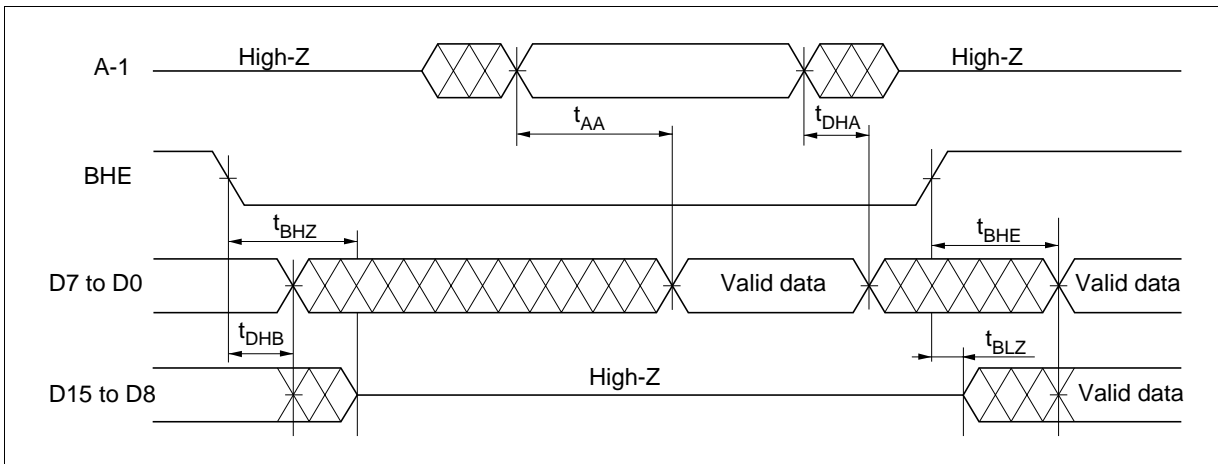 A-1
High-Z
High-Z
tAA
tDHA
BHE
tBHZ
tBHE
D7 to D0
Valid data
Valid data
tDHB
tBLZ
D15 to D8
High-Z
Valid data